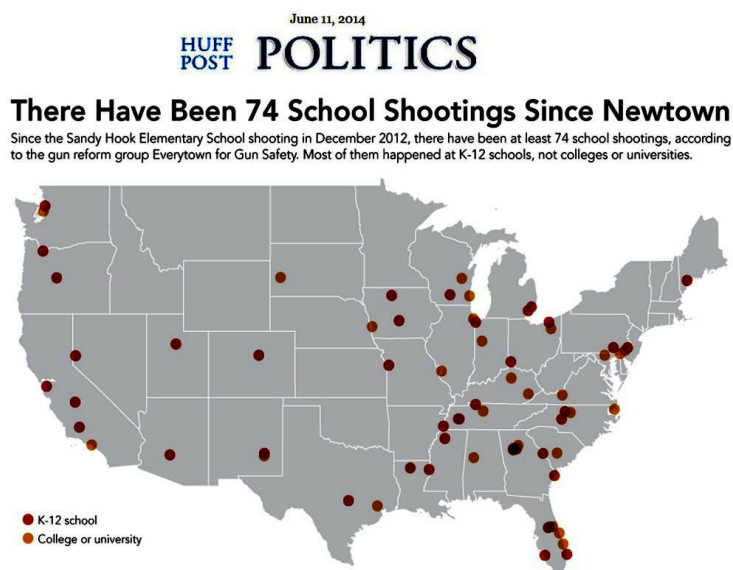 June 11, 2014
HUFF
POST
POLITICS
There Have Been 74 School Shootings Since Newtown
Since the Sandy Hook Elementary School shooting in December 2012, there have been at least 74 school shootings, according
to the gun reform group Everytown for Gun Safety. Most of them happened at K-12 schools, not colleges or universities.
K-12 school
College or university